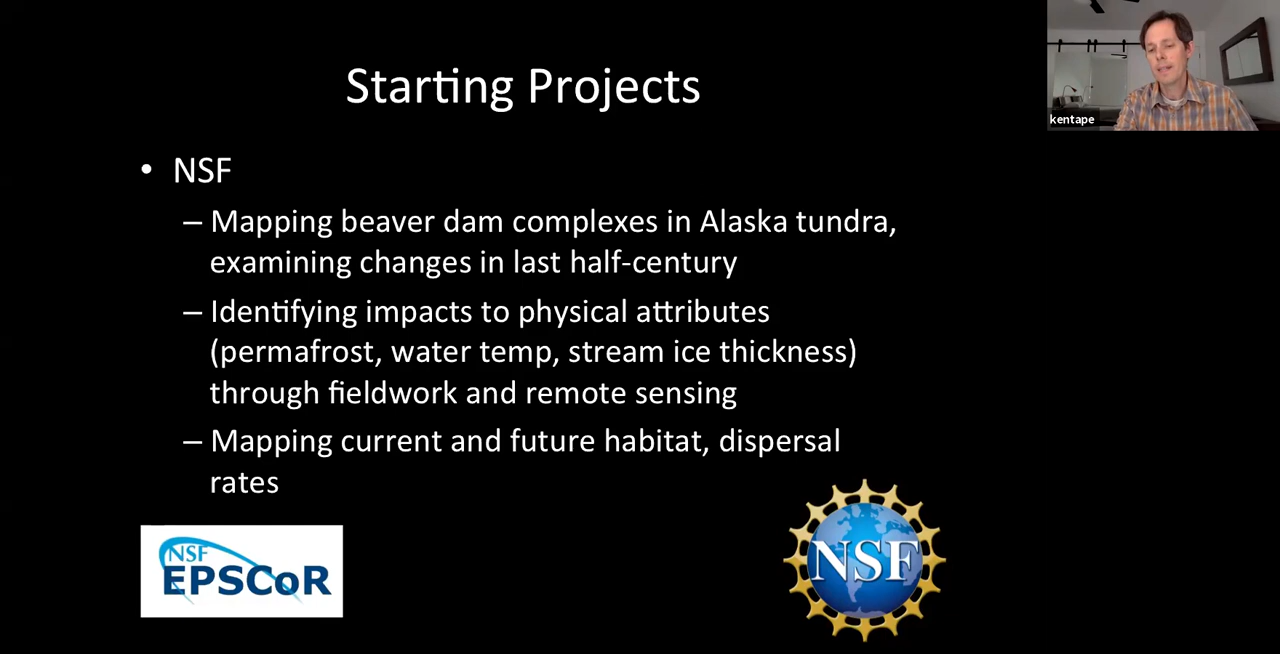 Starting Projects
kentape
• NSF
– Mapping beaver dam complexes in Alaska tundra,
examining changes in last half-century
– Identifying impacts to physical attributes
(permafrost, water temp, stream ice thickness)
through fieldwork and remote sensing
– Mapping current and future habitat, dispersal
rates
NSF
EPSCoR
NSF